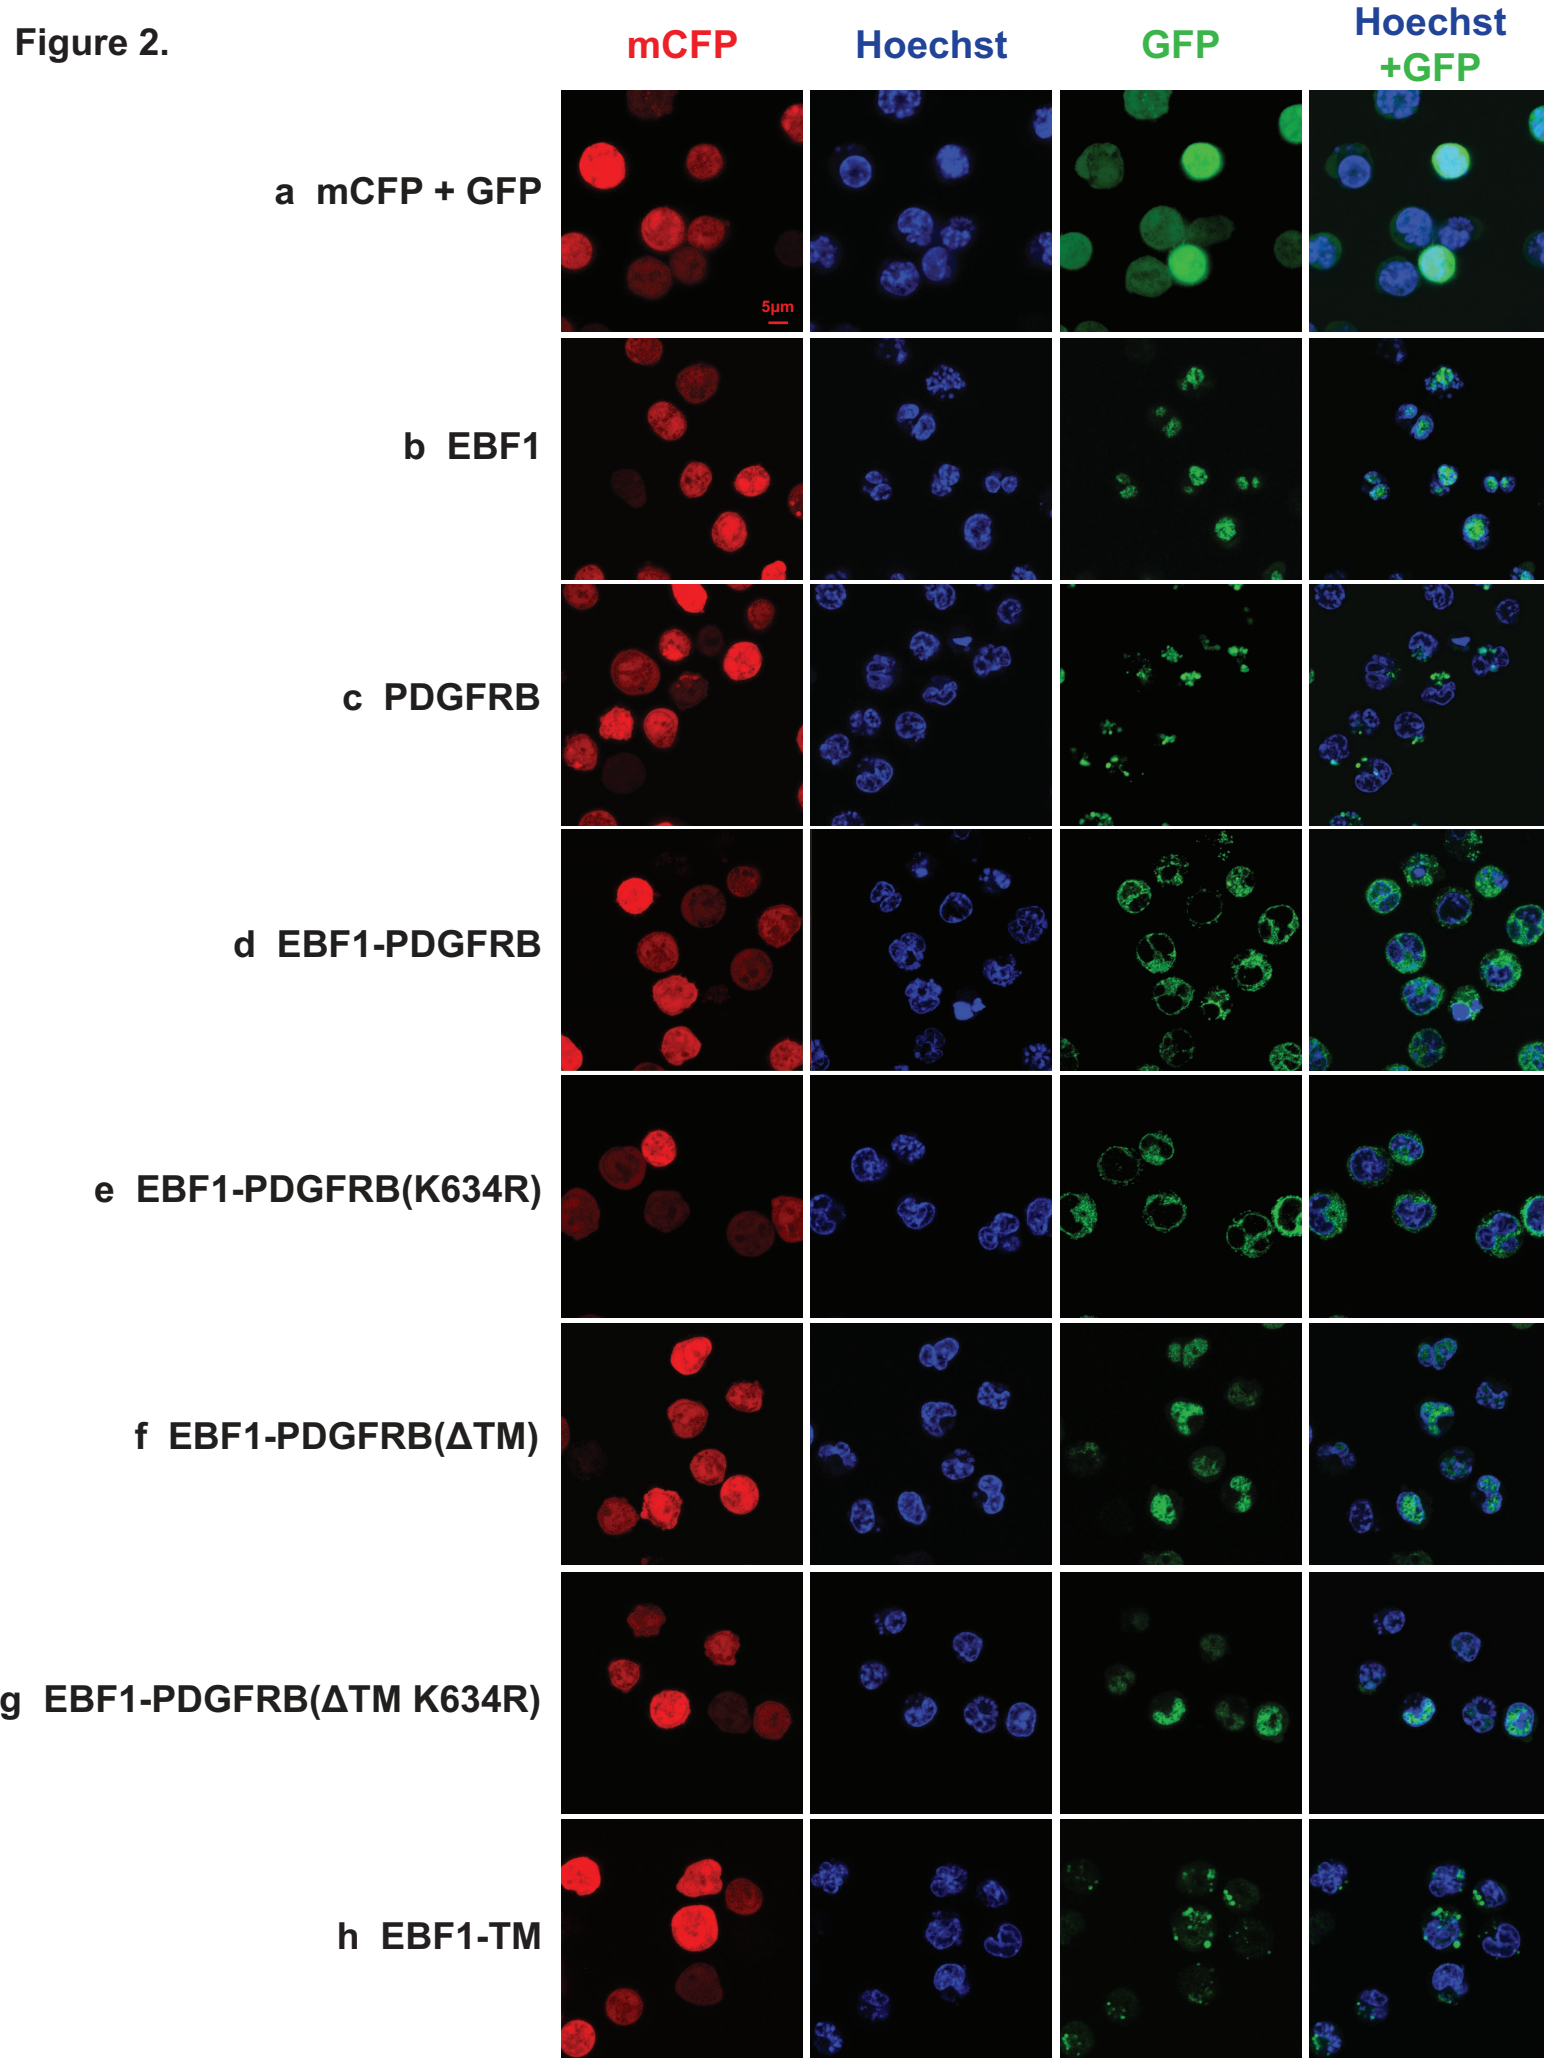 Figure 2.
mCFP
Hoechst
GFP
Hoechst
+GFP
a mCFP + GFP
5µm
b EBF1
c PDGFRB
d EBF1-PDGFRB
e EBF1-PDGFRB(K634R)
f EBF1-PDGFRB(ΔTM)
g EBF1-PDGFRB(ΔTM K634R)
h EBF1-TM